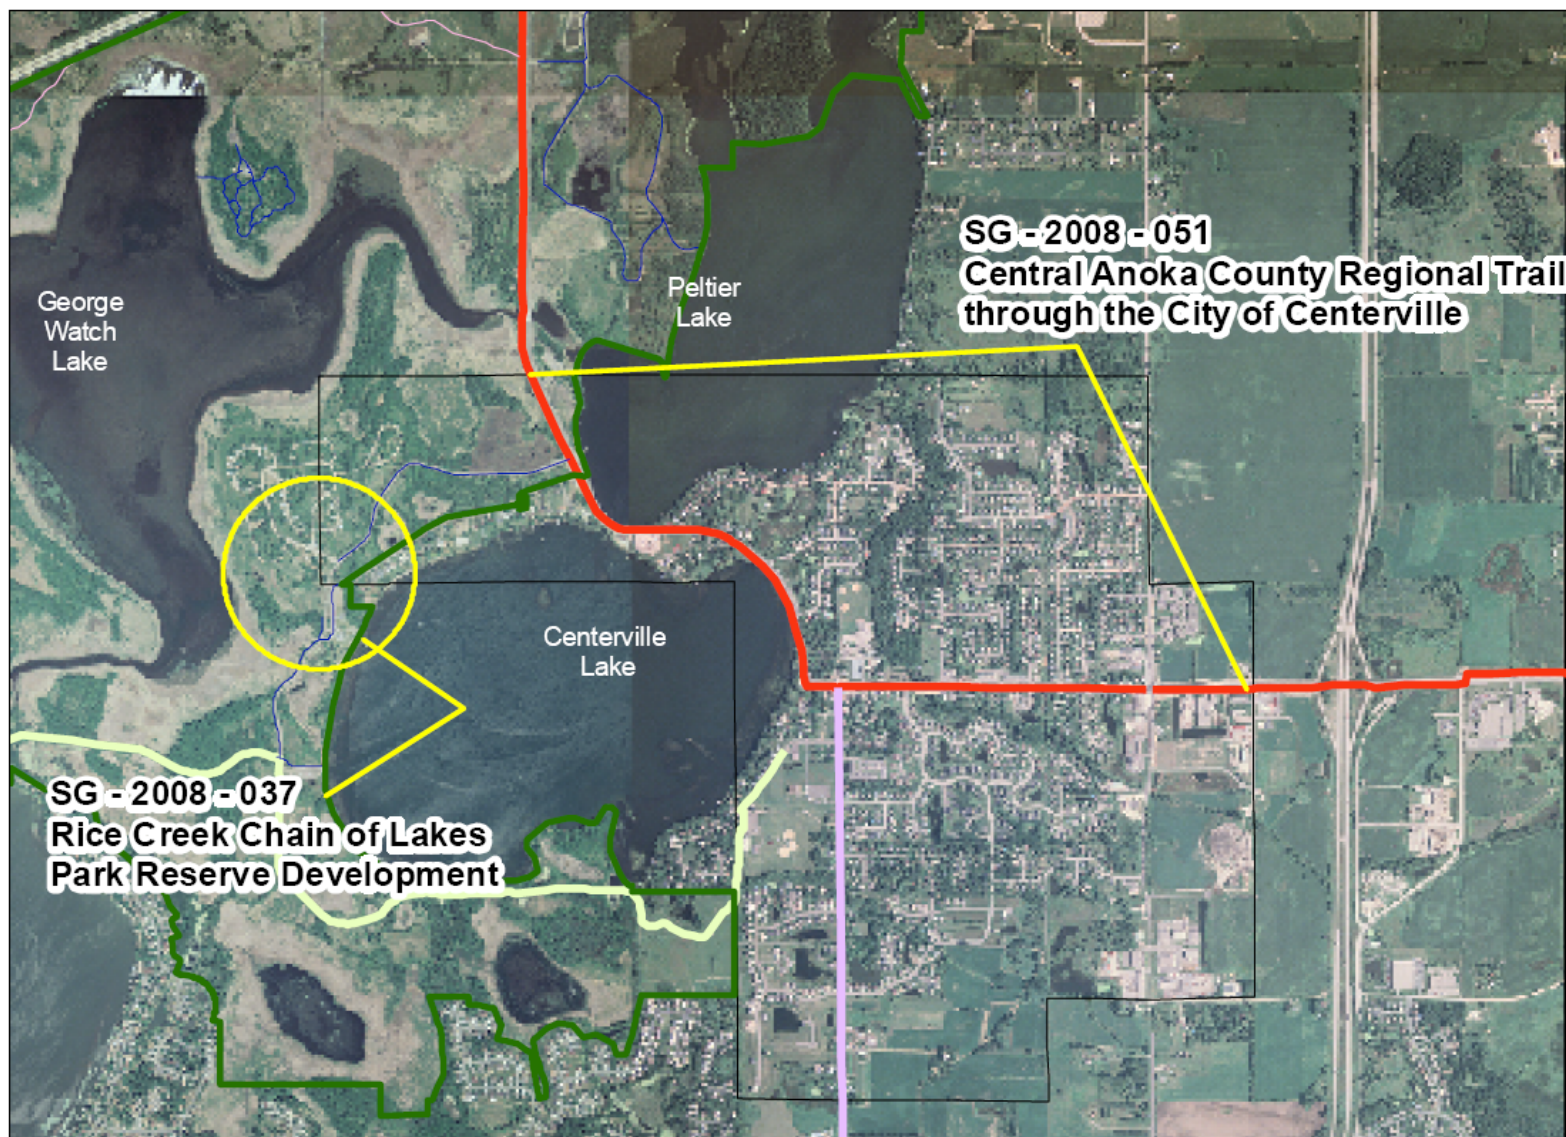 SG - 2008 - 051
Central Anoka County Regional Trail
through the City of Centerville
Peltier
Lake
George
Watch
Lake
Centerville
Lake
SG - 2008 - 037
Rice Creek Chain of Lakes
Park Reserve Development